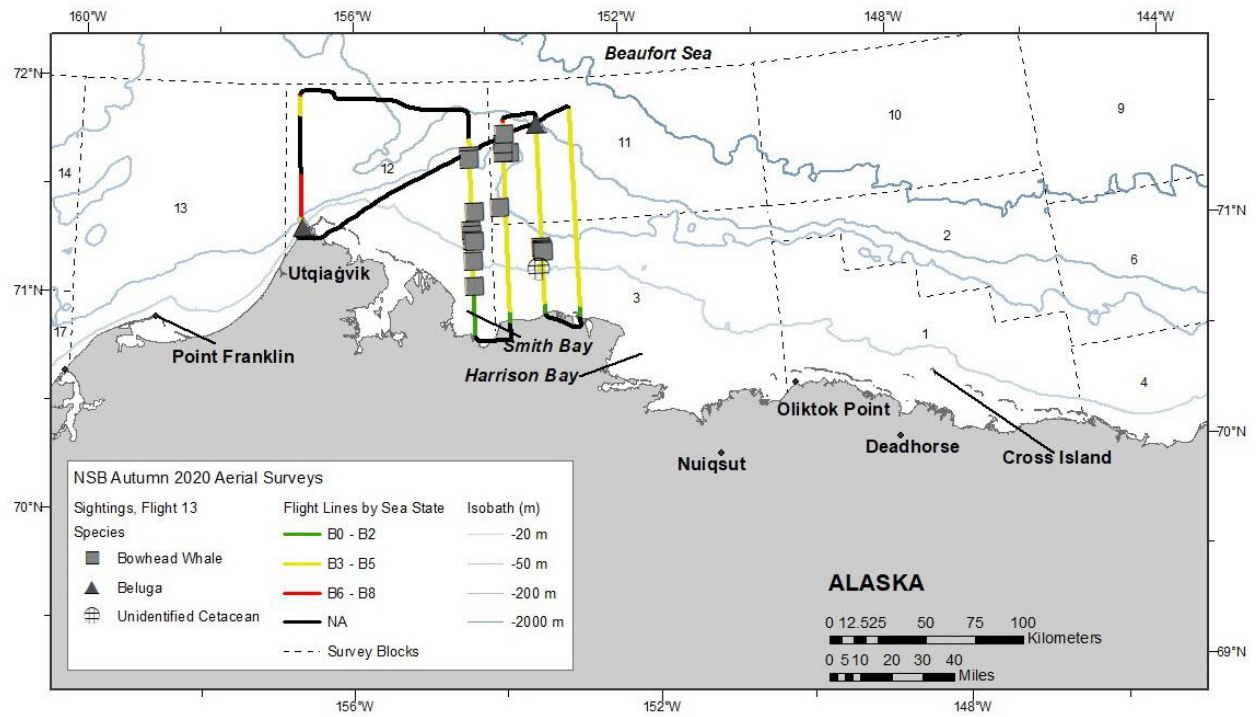 160°W 156°W 152°W 148°W 144°W
Beaufort Sea
72°N
10
9
11
14
12
13
71°N
2
6
Utqiaġvik
71°N
3
17
1
Point Franklin
Smith Bay
Harrison Bay
4
Oliktok Point
70°N
Deadhorse
Cross Island
Nuiqsut
NSB Autumn 2020 Aerial Surveys
70°N
Sightings, Flight 13
Species
Bowhead Whale
Beluga
Unidentified Cetacean
Flight Lines by Sea State
B0 - B2
B3 - B5
B6 - B8
NA
Survey Blocks
Isobath (m)
-20 m
-50 m
-200 m
-2000 m
ALASKA
0 12.525 50 75 100
Kilometers
0 5 10 20 30 40
Miles
69°N
156°W 152°W 148°W